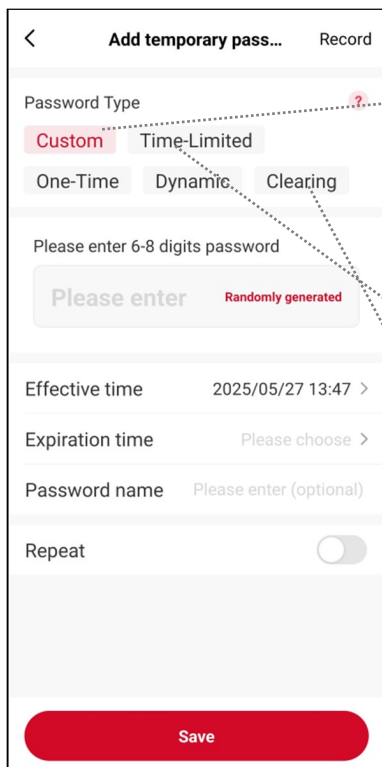 Add temporary pass... Record
Password Type ?
Custom Time-Limited
One-Time Dynamic Clearing
Please enter 6-8 digits password
Please enter Randomly generated
Effective time 2025/05/27 13:47 >
Expiration time Please choose >
Password name Please enter (optional)
Repeat
Save